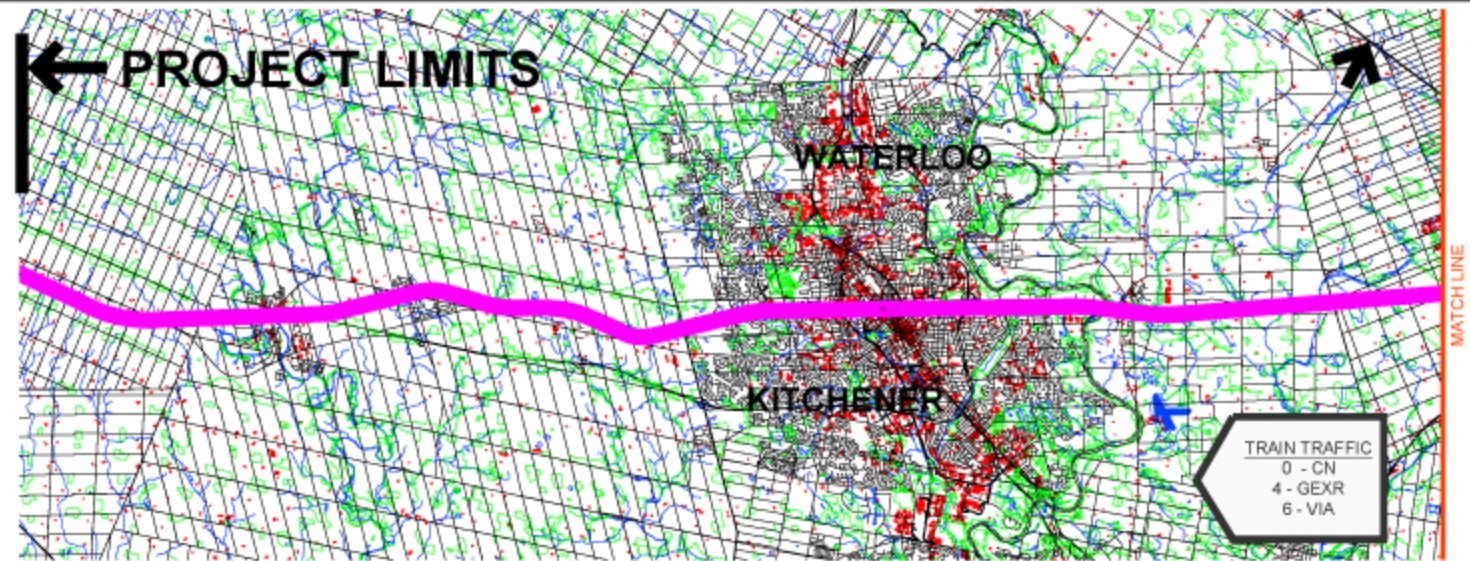 PROJECT LIMITS
WATERLOO
MATCH LINE
KITCHENER
TRAIN TRAFFIC
0 - CN
4 - GEXR
6 - VIA